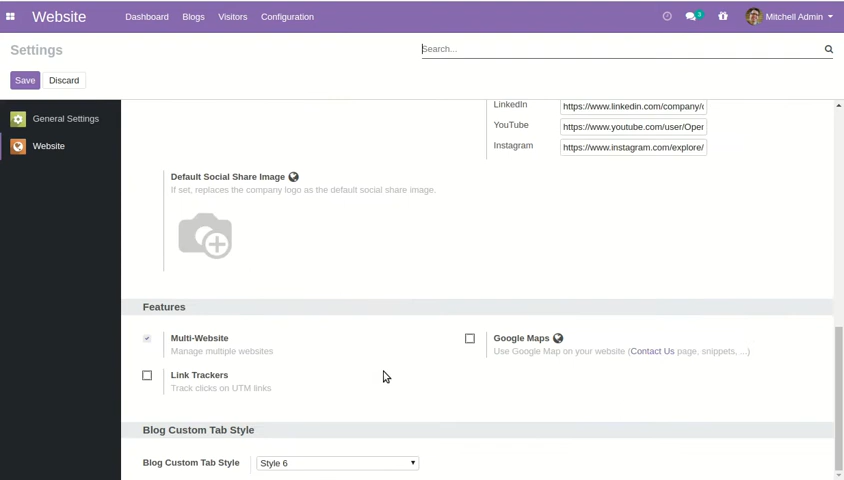 Website Dashboard Blogs Visitors Configuration 3 Mitchell Admin
Settings Search...
Save Discard
General Settings
Website
LinkedIn https://www.linkedin.com/company/
YouTube https://www.youtube.com/user/Oper
Instagram https://www.instagram.com/explore/
Default Social Share Image
If set, replaces the company logo as the default social share image.
Features
Multi-Website
Manage multiple websites
Google Maps
Use Google Map on your website (Contact Us page, snippets, ...)
Link Trackers
Track clicks on UTM links
Blog Custom Tab Style
Blog Custom Tab Style Style 6